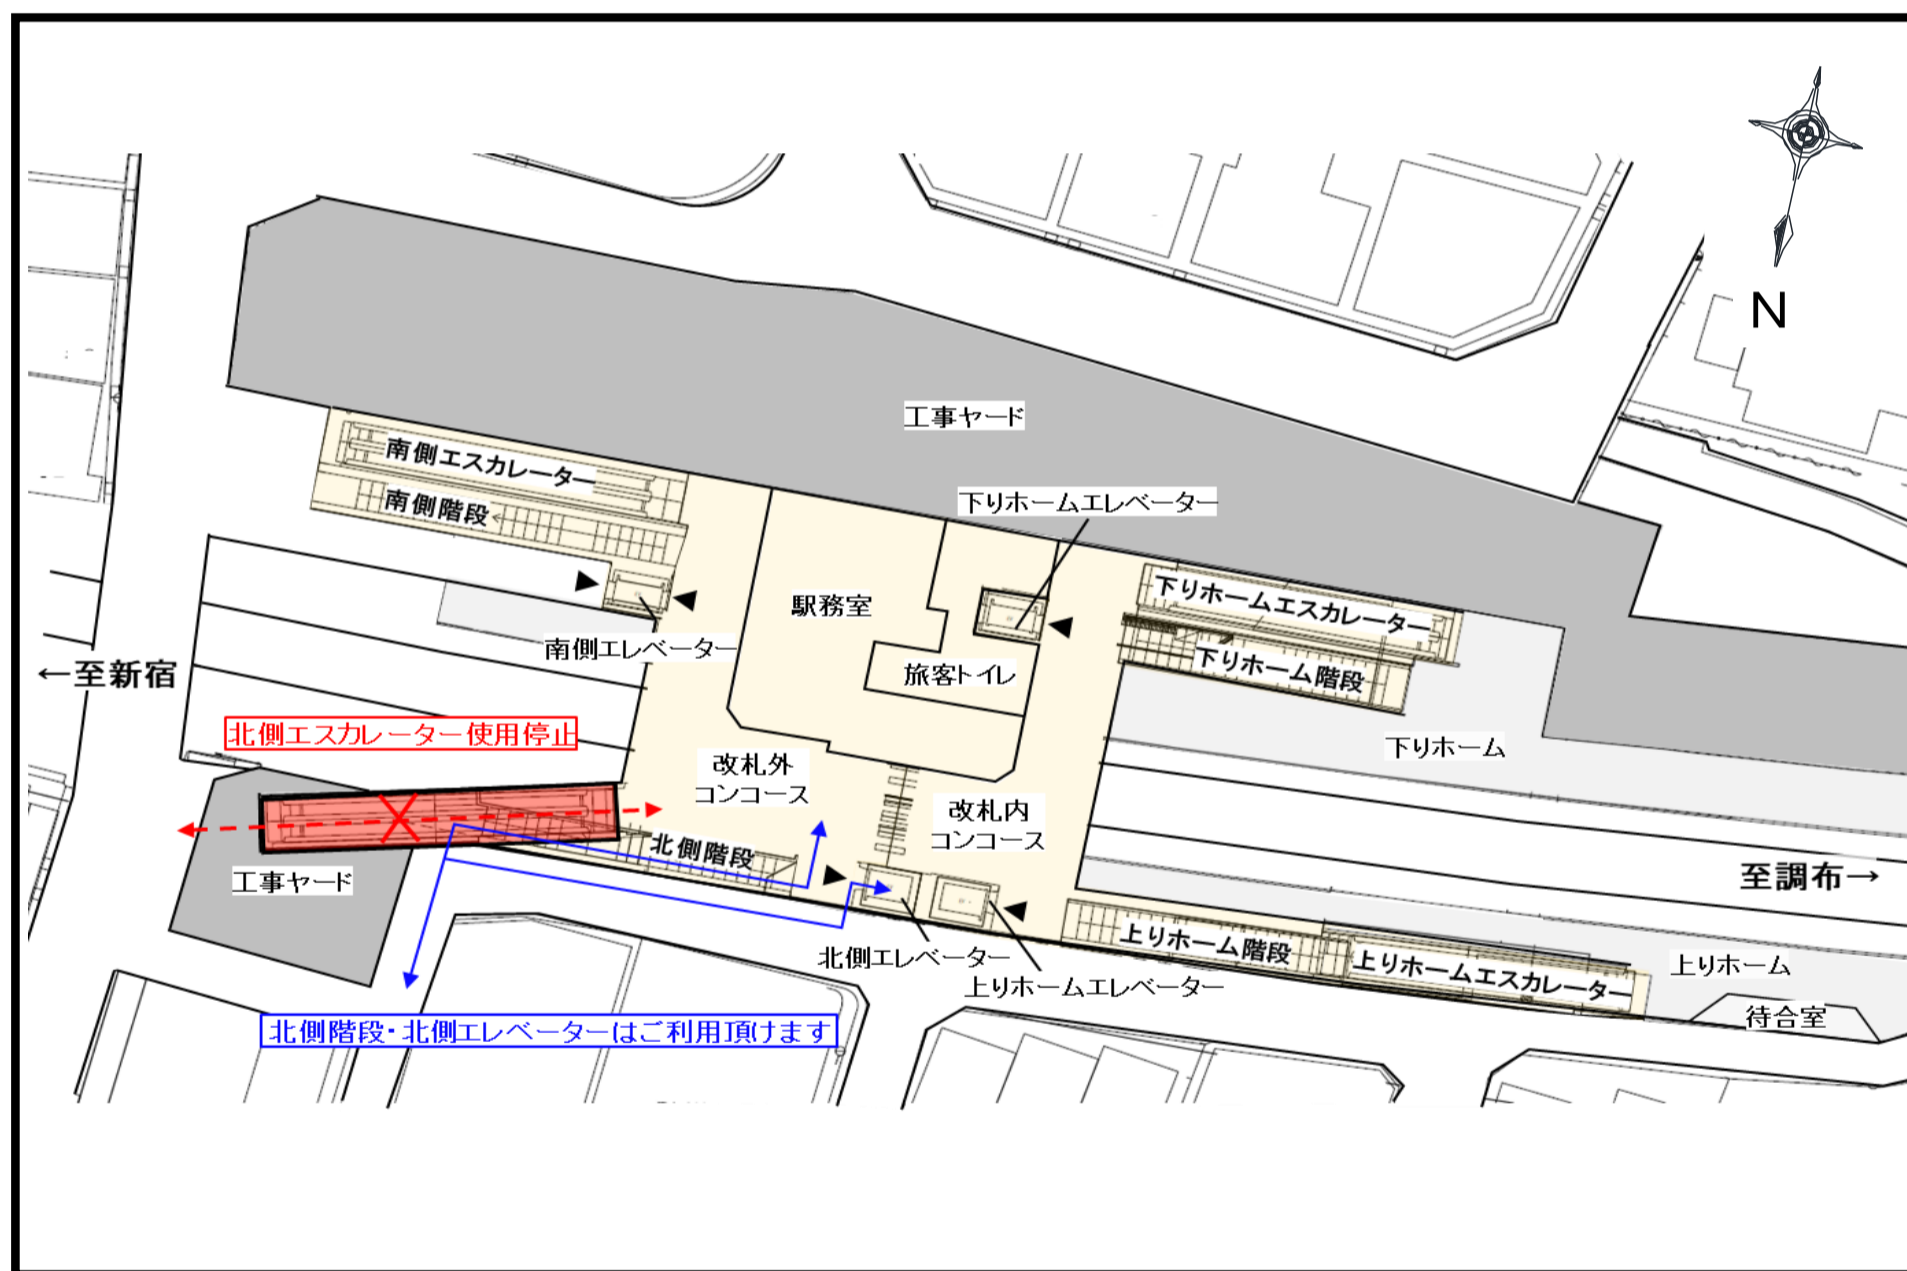 N
工事ヤード
南側エスカレーター
南側階段
下りホームエレベーター
下りホームエスカレーター
駅務室
南側エレベーター
旅客トイレ
下りホーム階段
←至新宿
北側エスカレーター使用停止
下りホーム
改札外
コンコース
改札内
コンコース
北側階段
工事ヤード
至調布→
上りホーム階段
上りホームエスカレーター
上りホーム
北側エレベーター
上りホームエレベーター
待合室
北側階段・北側エレベーターはご利用頂けます